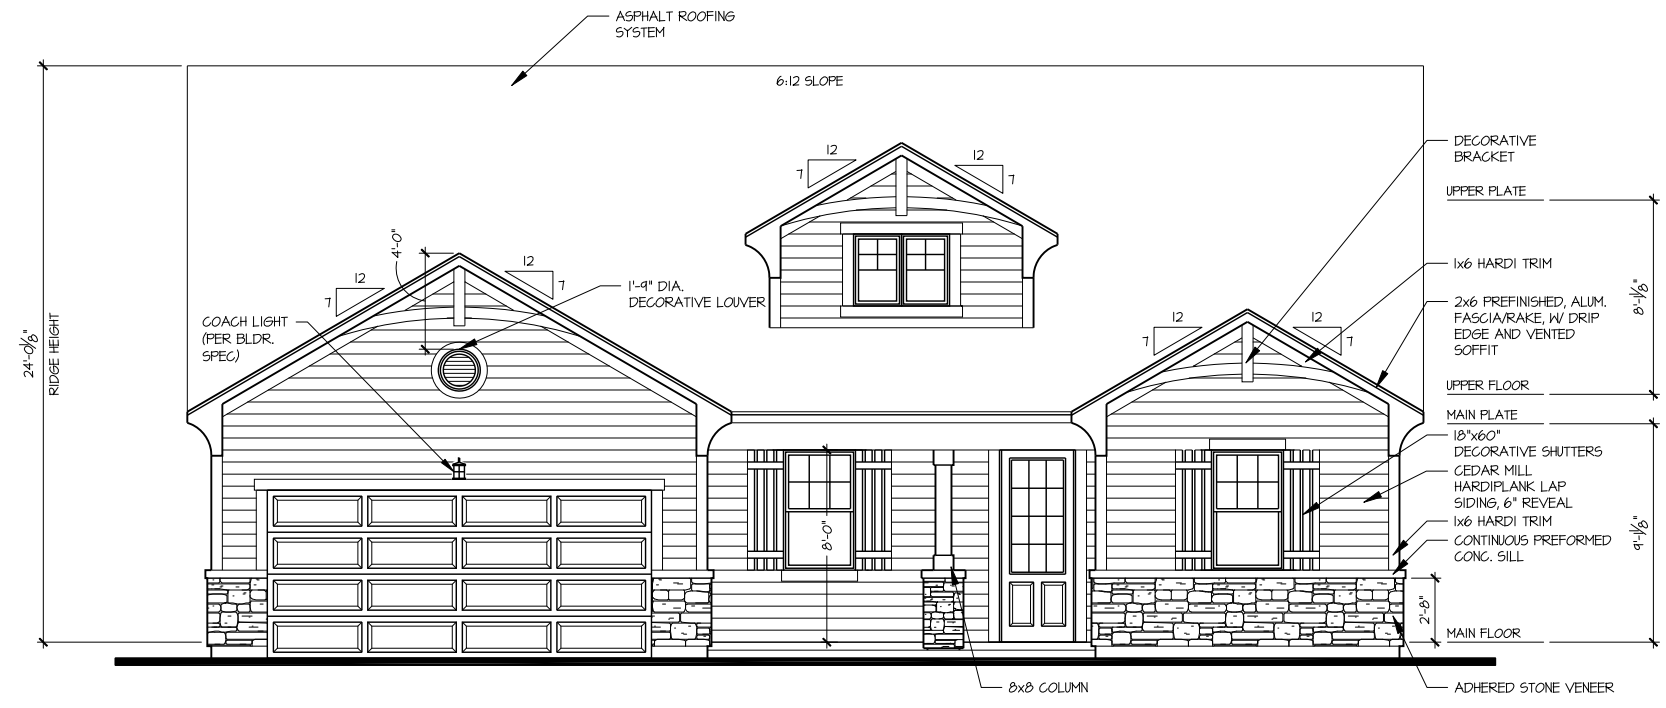 ASPHALT ROOFING
SYSTEM
6:12 SLOPE
12
7
12
7
DECORATIVE
BRACKET
UPPER PLATE
4'-0"
12
7
12
7
1'-9" DIA.
DECORATIVE LOUVER
COACH LIGHT
(PER BLDR.
SPEC)
24'-0⅛"
RIDGE HEIGHT
12
7
12
7
1x6 HARDI TRIM
2x6 PREFINISHED, ALUM.
FASCIA/RAKE, W/ DRIP
EDGE AND VENTED
SOFFIT
8'-1⅛"
UPPER FLOOR
MAIN PLATE
18"x60"
DECORATIVE SHUTTERS
CEDAR MILL
HARDIPLANK LAP
SIDING, 6" REVEAL
1x6 HARDI TRIM
CONTINUOUS PREFORMED
CONC. SILL
9'-1⅛"
8'-0"
2'-8"
MAIN FLOOR
8x8 COLUMN
ADHERED STONE VENEER